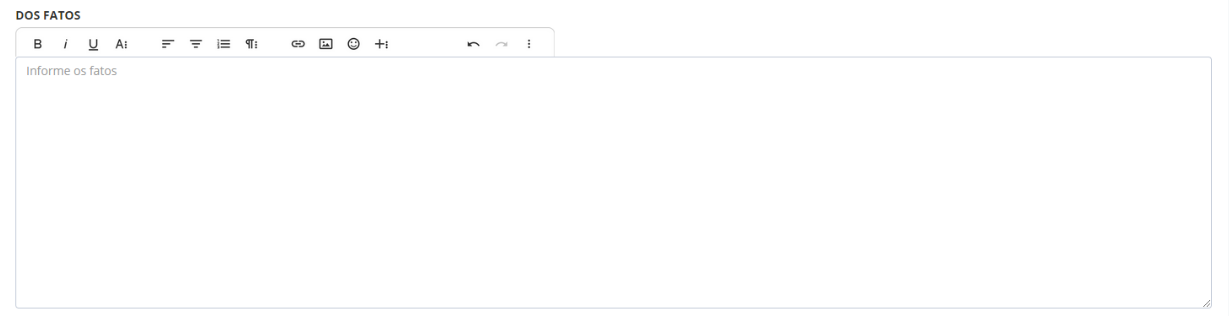 DOS FATOS
B i U A
Informe os fatos